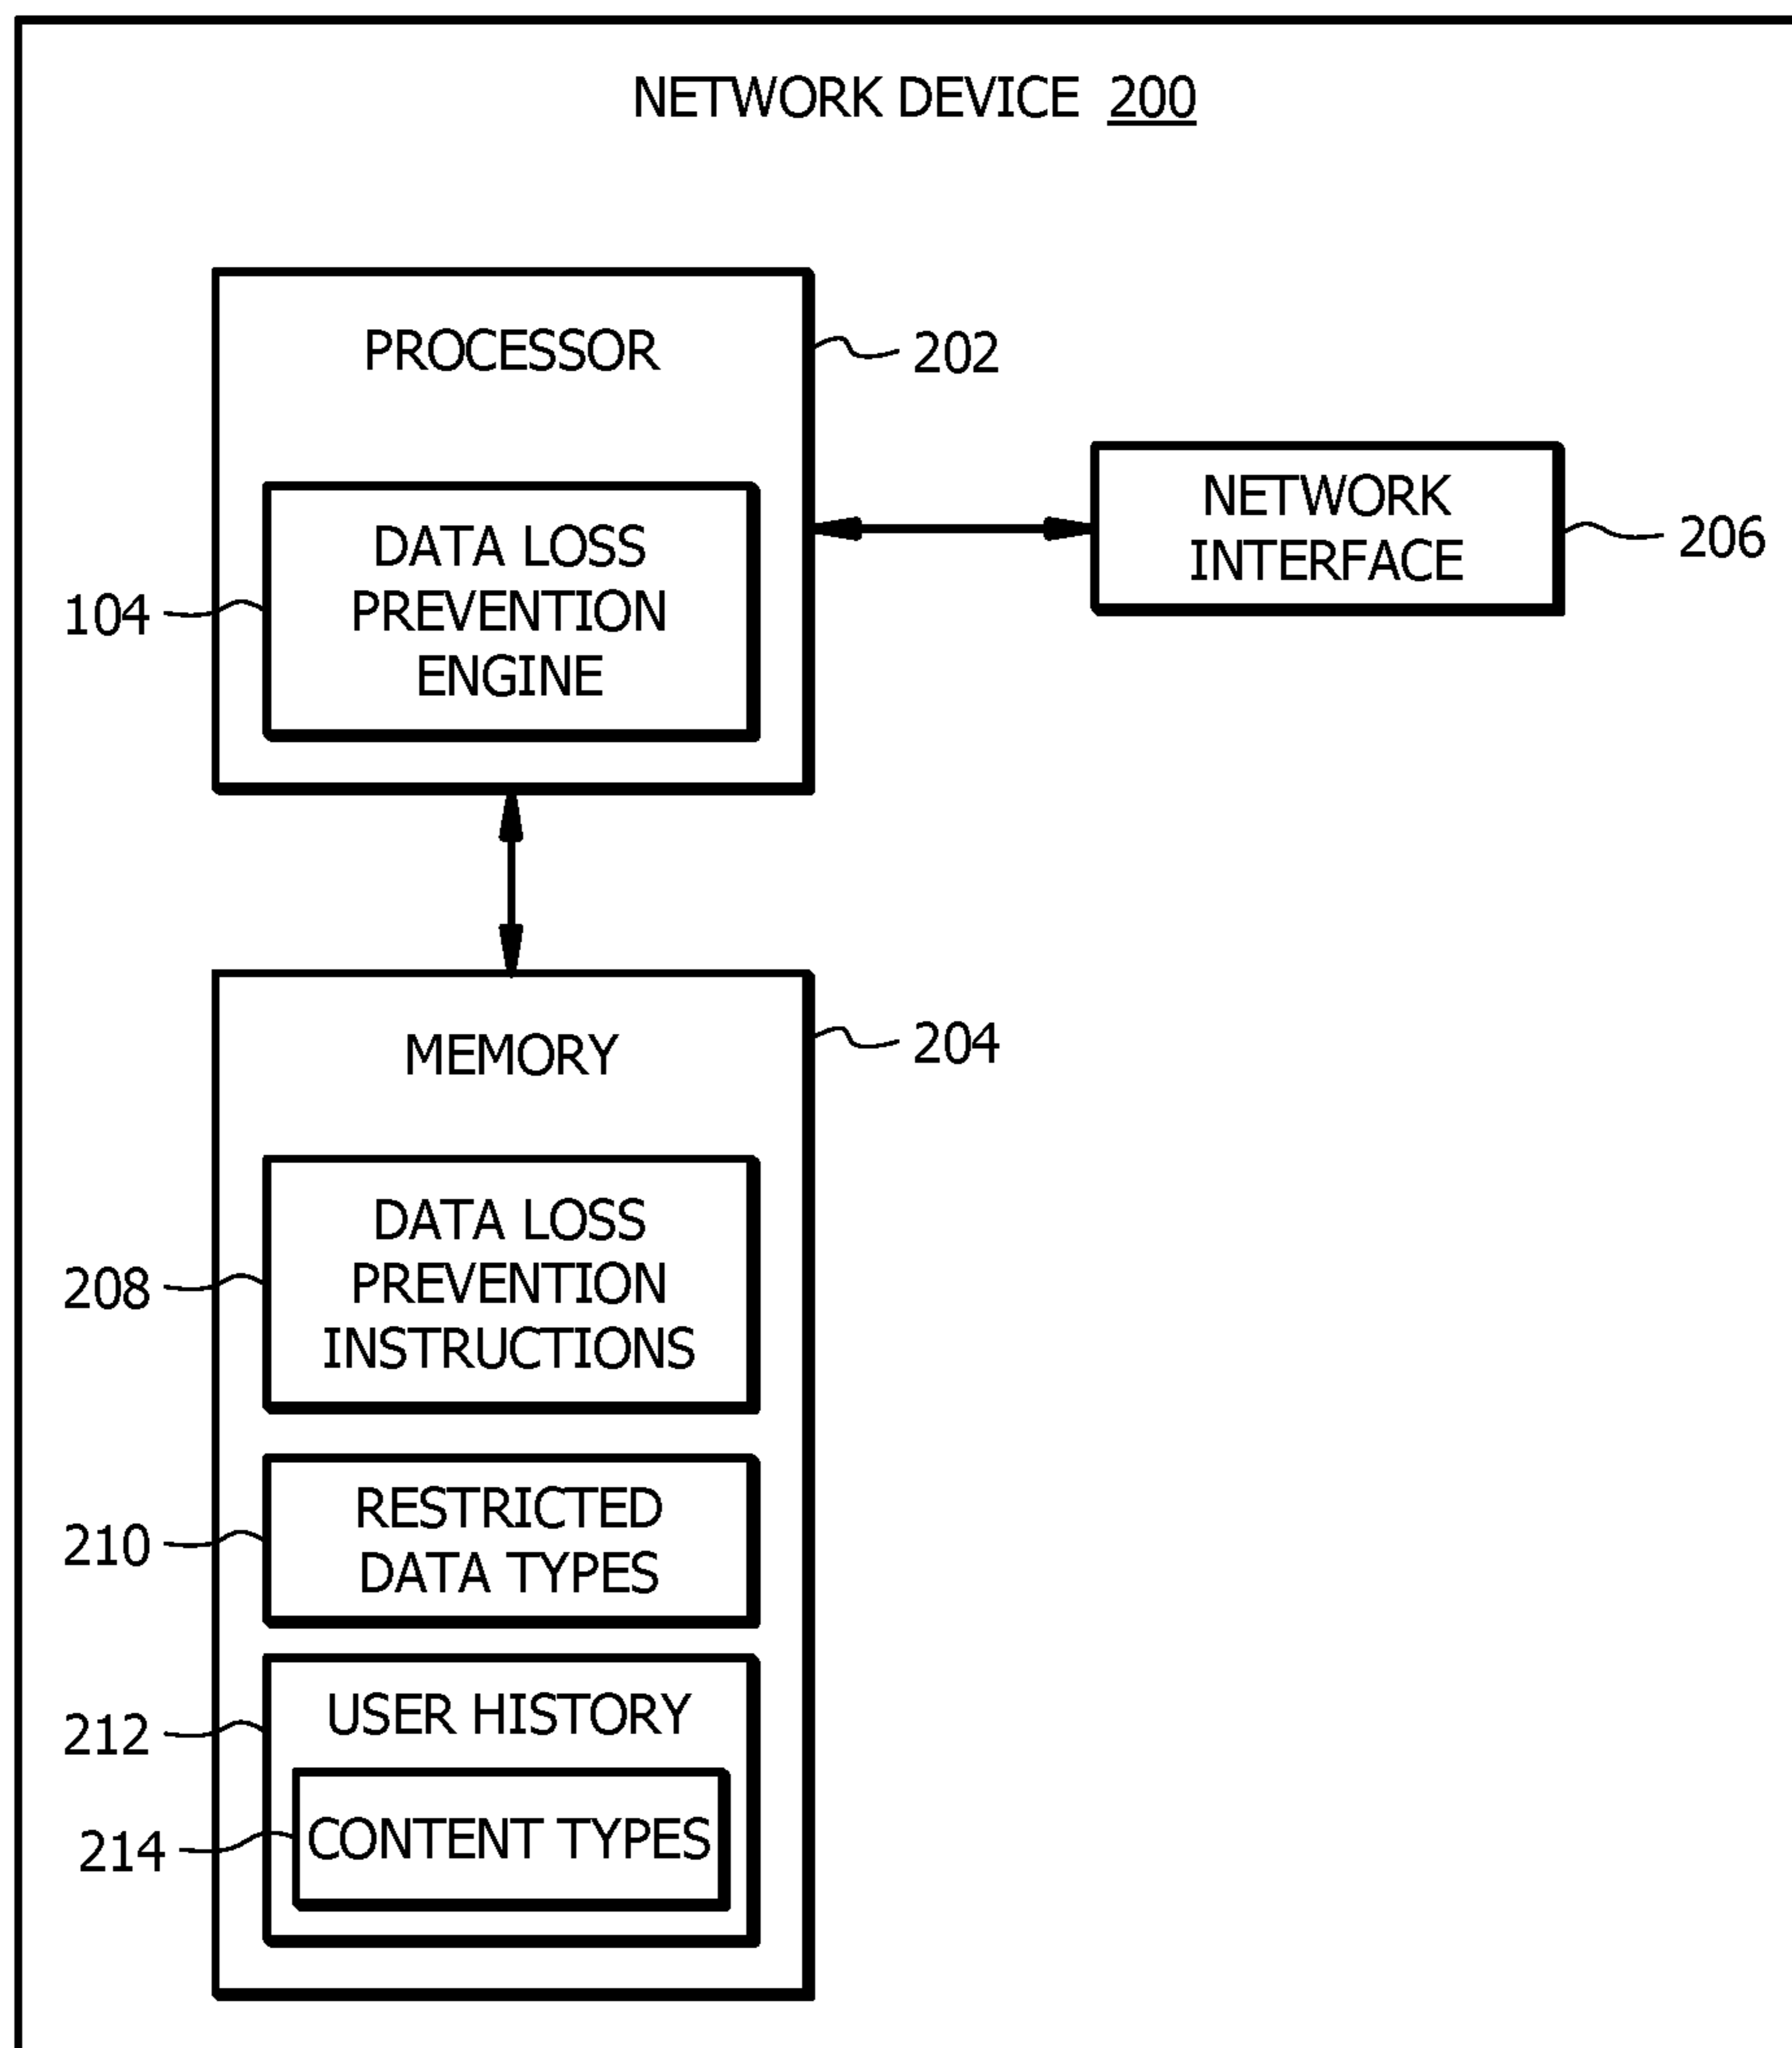 NETWORK DEVICE 200
PROCESSOR
202
DATA LOSS
PREVENTION
ENGINE
104
NETWORK
INTERFACE
206
MEMORY
204
DATA LOSS
PREVENTION
INSTRUCTIONS
208
RESTRICTED
DATA TYPES
210
USER HISTORY
212
CONTENT TYPES
214